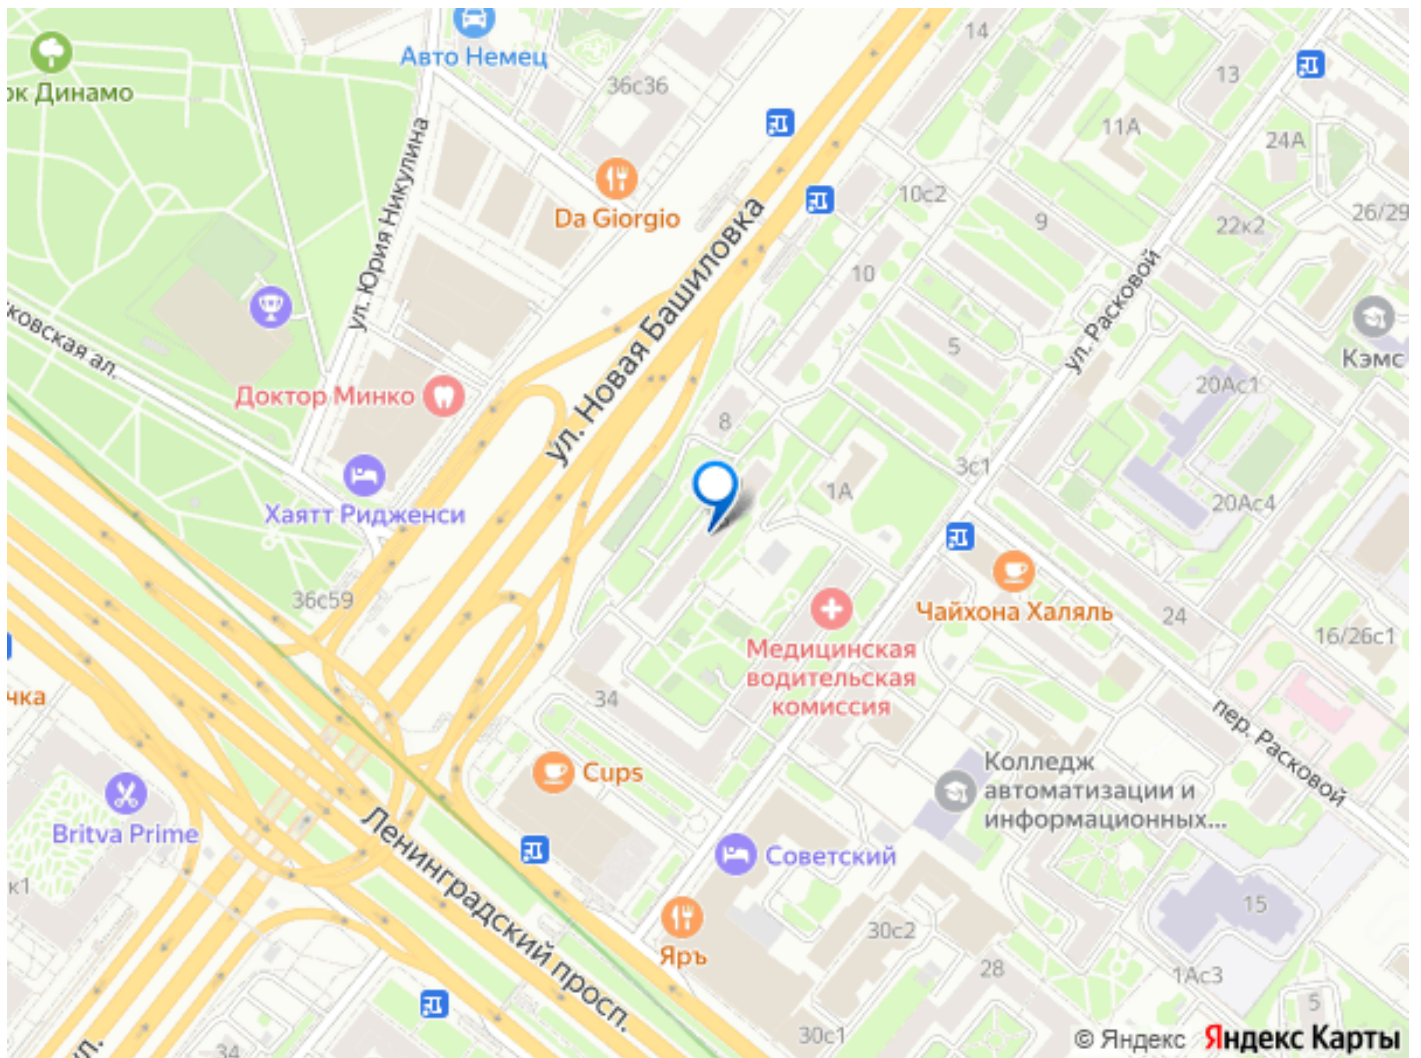 14
Авто Немец
ок Динамо
36с36
13
11А
24А
ул. Юрия Никулина
Da Giorgio
10с2
9
22к2
26/29
ул. Новая Башиловка
10
ул. Расковой
ковская ал.
5
Кэмс
Доктор Минко
20Ас1
8
3с1
1А
20Ас4
Хаятт Ридженси
36с59
Чайхона Халяль
24
16/26с1
Медицинская
водительская
комиссия
чка
34
пер. Расковой
Cups
Колледж
автоматизации и
информационных...
Britva Prime
Ленинградский просп.
Советский
к1
15
30с2
Яръ
28
1Ас3
5
30с1
34
ул.
© Яндекс Яндекс Карты